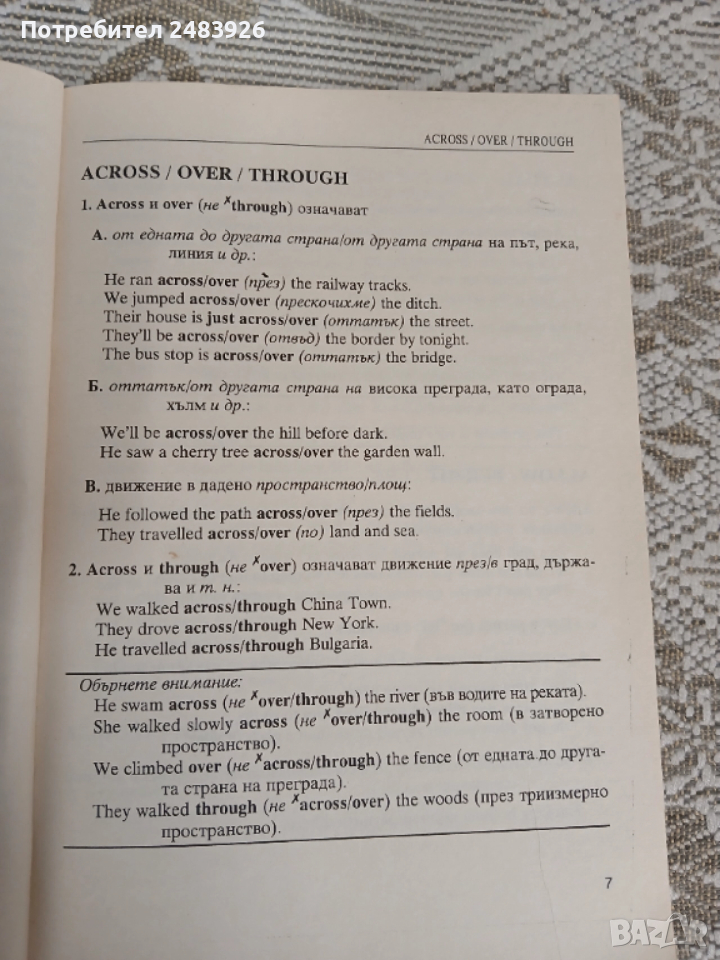 Потребител 2483926
ACROSS / OVER / THROUGH
ACROSS / OVER / THROUGH
1. Across и over (не ˣthrough) означават
А. от едната до другата страна/от другата страна на път, река,
линия и др.:
He ran across/over (през) the railway tracks.
We jumped across/over (прескочихме) the ditch.
Their house is just across/over (оттатък) the street.
They'll be across/over (отвъд) the border by tonight.
The bus stop is across/over (оттатък) the bridge.
Б. оттатък/от другата страна на висока преграда, като ограда,
хълм и др.:
We'll be across/over the hill before dark.
He saw a cherry tree across/over the garden wall.
В. движение в дадено пространство/площ:
He followed the path across/over (през) the fields.
They travelled across/over (по) land and sea.
2. Across и through (не ˣover) означават движение през/в град, държа-
ва и т. н.:
We walked across/through China Town.
They drove across/through New York.
He travelled across/through Bulgaria.
Обърнете внимание:
He swam across (не ˣover/through) the river (във водите на реката).
She walked slowly across (не ˣover/through) the room (в затворено
пространство).
We climbed over (не ˣacross/through) the fence (от едната до друга-
та страна на преграда).
They walked through (не ˣacross/over) the woods (през триизмерно
пространство).
7
BAZAR